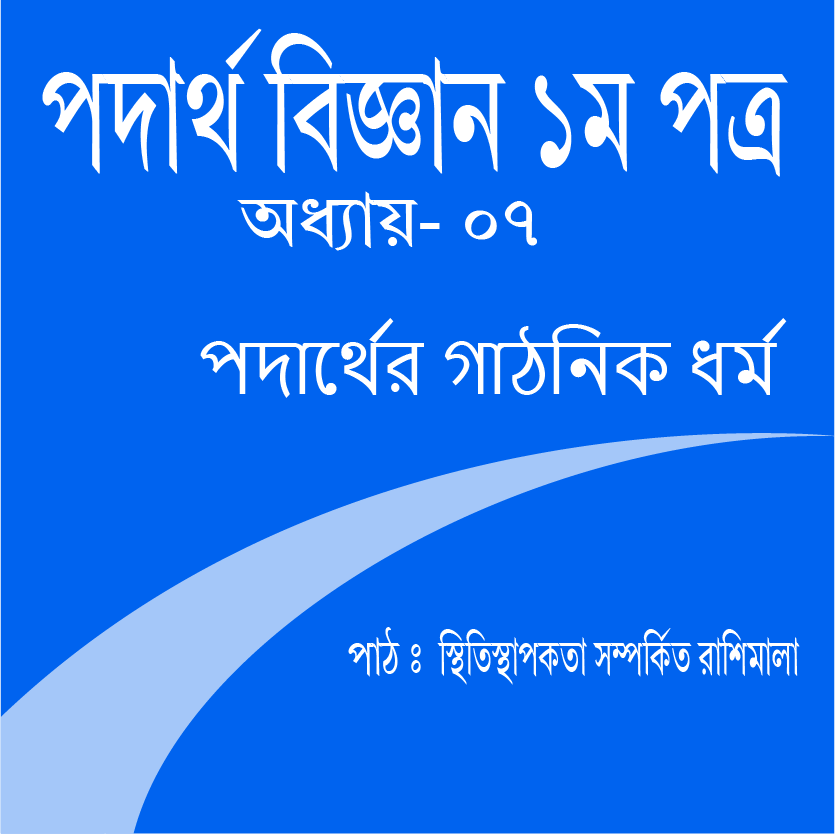 পদার্থ বিজ্ঞান ১ম পত্র
অধ্যায়- ০৭
পদার্থের গাঠনিক ধর্ম
পাঠ ঃ স্থিতিস্থাপকতা সম্পর্কিত রাশিমালা